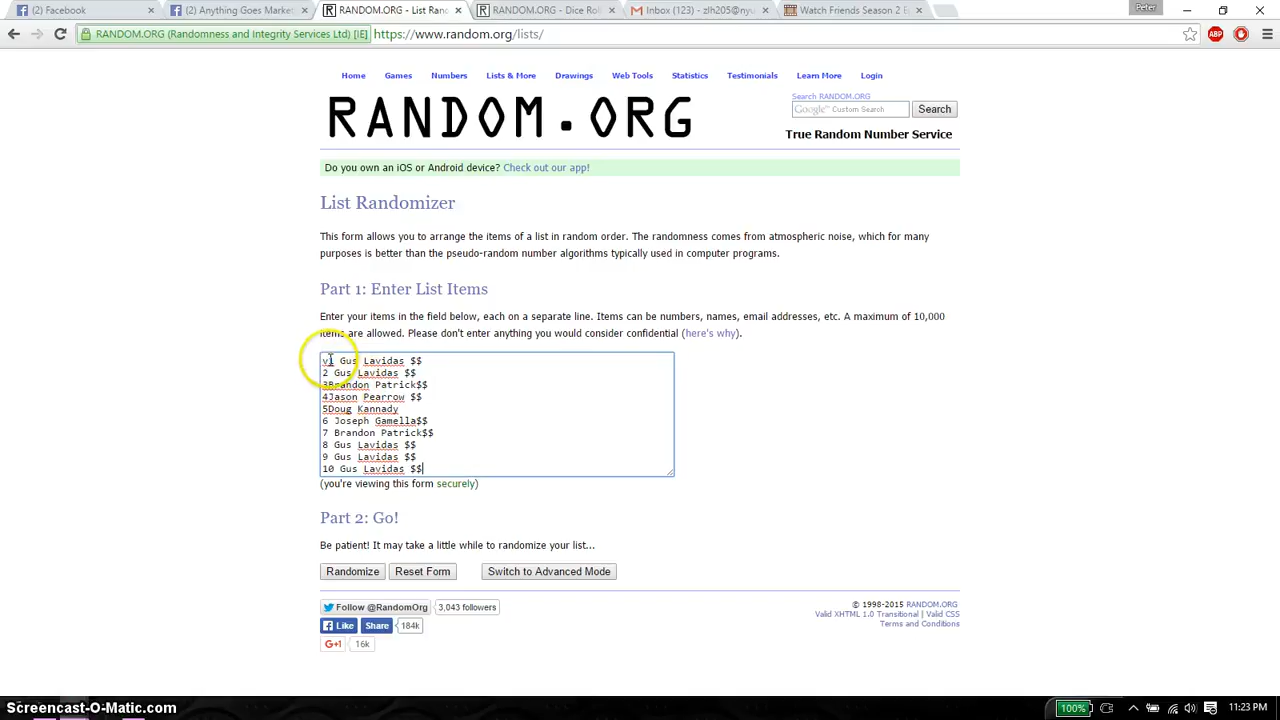 Facebook
(2) Anything Goes Market
RANDOM.ORG - List Rand
RANDOM.ORG - Dice Rol
Inbox (123) - zlh205@nyu
Watch Friends Season 2 E
Peter
RANDOM.ORG (Randomness and Integrity Services Ltd) [IE]
https://www.random.org/lists/
ABP
Home Games Numbers Lists & More Drawings Web Tools Statistics Testimonials Learn More Login
Search RANDOM.ORG
RANDOM.ORG
Google™ Custom Search
Search
True Random Number Service
Do you own an iOS or Android device? Check out our app!
List Randomizer
This form allows you to arrange the items of a list in random order. The randomness comes from atmospheric noise, which for many
purposes is better than the pseudo-random number algorithms typically used in computer programs.
Part 1: Enter List Items
Enter your items in the field below, each on a separate line. Items can be numbers, names, email addresses, etc. A maximum of 10,000
items are allowed. Please don't enter anything you would consider confidential (here's why).
Gus Lavidas $$
2 Gus Lavidas $$
3Brandon Patrick$$
4Jason Pearrow $$
5Doug Kannady
6 Joseph Gamella$$
7 Brandon Patrick$$
8 Gus Lavidas $$
9 Gus Lavidas $$
10 Gus Lavidas $$
(you're viewing this form securely)
Part 2: Go!
Be patient! It may take a little while to randomize your list...
Randomize Reset Form Switch to Advanced Mode
Follow @RandomOrg 3,043 followers
© 1998-2015 RANDOM.ORG
Valid XHTML 1.0 Transitional | Valid CSS
Terms and Conditions
Like Share 184k
G+1 16k
Screencast-O-Matic.com
100%
11:23 PM